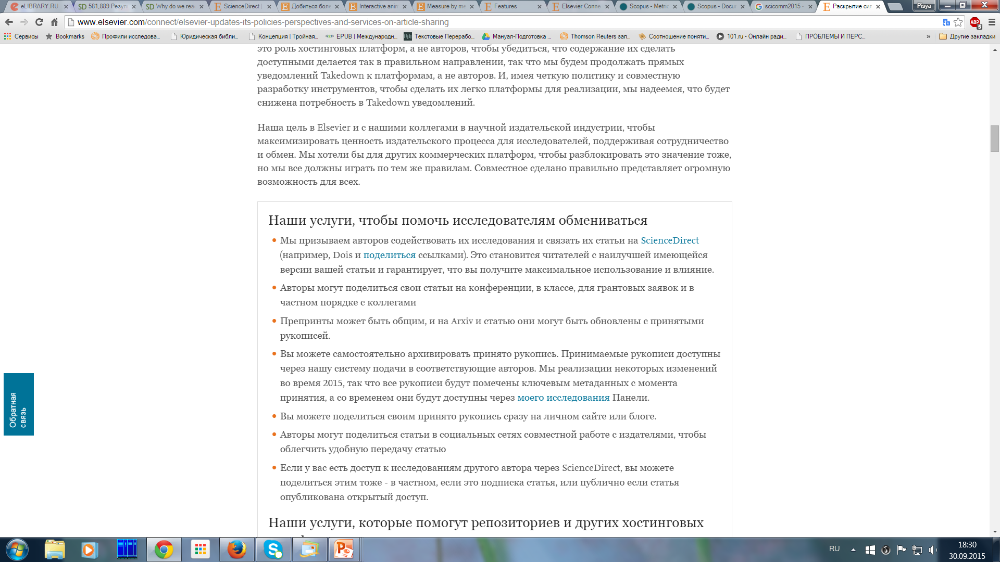 eLIBRARY.RU
581,889 Резул
Why do we rea
ScienceDirect
Добиться бол
Interactive anim
Measure by me
Features
Elsevier Conne
Scopus - Metric
Scopus - Docum
scicomm2015 -
Раскрытие сил
Pisya
www.elsevier.com/connect/elsevier-updates-its-policies-perspectives-and-services-on-article-sharing
ABP
Сервисы
Bookmarks
Профили исследова...
Юридическая библи...
Концепция | Тройная...
EPUB | Международн...
Текстовые Перерабо...
Мануал-Подготовка ...
Thomson Reuters зап...
Соотношение поняти...
101.ru - Онлайн ради...
ПРОБЛЕМЫ И ПЕРС...
»
Другие закладки
это роль хостинговых платформ, а не авторов, чтобы убедиться, что содержание их сделать
доступными делается так в правильном направлении, так что мы будем продолжать прямых
уведомлений Takedown к платформам, а не авторов. И, имея четкую политику и совместную
разработку инструментов, чтобы сделать их легко платформы для реализации, мы надеемся, что будет
снижена потребность в Takedown уведомлений.
Наша цель в Elsevier и с нашими коллегами в научной издательской индустрии, чтобы
максимизировать ценность издательского процесса для исследователей, поддерживая сотрудничество
и обмен. Мы хотели бы для других коммерческих платформ, чтобы разблокировать это значение тоже,
но мы все должны играть по тем же правилам. Совместное сделано правильно представляет огромную
возможность для всех.
Наши услуги, чтобы помочь исследователям обмениваться
Мы призываем авторов содействовать их исследования и связать их статьи на ScienceDirect
(например, Dois и поделиться ссылками). Это становится читателей с наилучшей имеющейся
версии вашей статьи и гарантирует, что вы получите максимальное использование и влияние.
Авторы могут поделиться свои статьи на конференции, в классе, для грантовых заявок и в
частном порядке с коллегами
Препринты может быть общим, и на Arxiv и статью они могут быть обновлены с принятыми
рукописей.
Вы можете самостоятельно архивировать принято рукопись. Принимаемые рукописи доступны
через нашу систему подачи в соответствующие авторов. Мы реализации некоторых изменений
во время 2015, так что все рукописи будут помечены ключевым метаданных с момента
принятия, а со временем они будут доступны через моего исследования Панели.
Вы можете поделиться своим принято рукопись сразу на личном сайте или блоге.
Авторы могут поделиться статьи в социальных сетях совместной работе с издателями, чтобы
облегчить удобную передачу статью
Если у вас есть доступ к исследованиям другого автора через ScienceDirect, вы можете
поделиться этим тоже - в частном, если это подписка статья, или публично если статья
опубликована открытый доступ.
Наши услуги, которые помогут репозиториев и других хостинговых
Обратная
связь
RU
18:30
30.09.2015